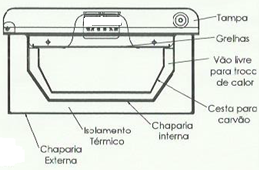 Tampa
Grelhas
Vão livre
para troca
de calor
Cesta para
carvão
Chaparia
interna
Isolamento
Térmico
Chaparia
Externa